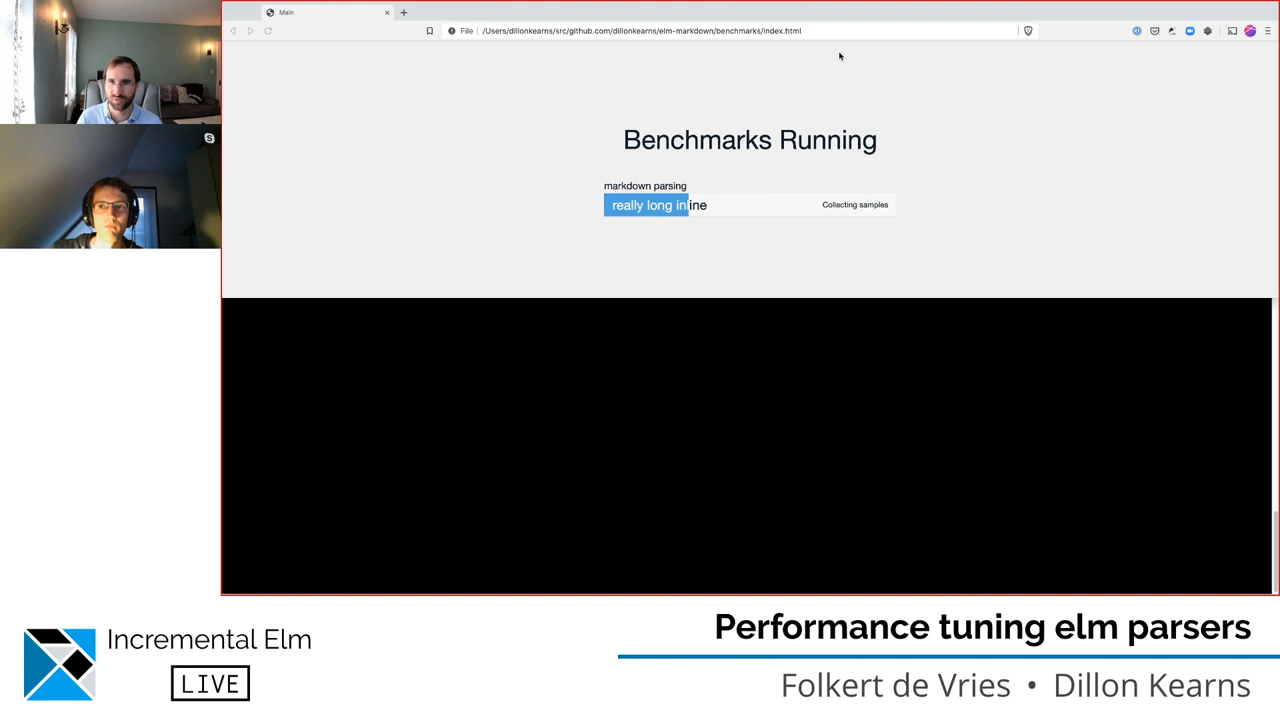 Main
File
/Users/dillonkearns/src/github.com/dillonkearns/elm-markdown/benchmarks/index.html
Benchmarks Running
markdown parsing
really long inline
Collecting samples
Incremental Elm
LIVE
Performance tuning elm parsers
Folkert de Vries • Dillon Kearns